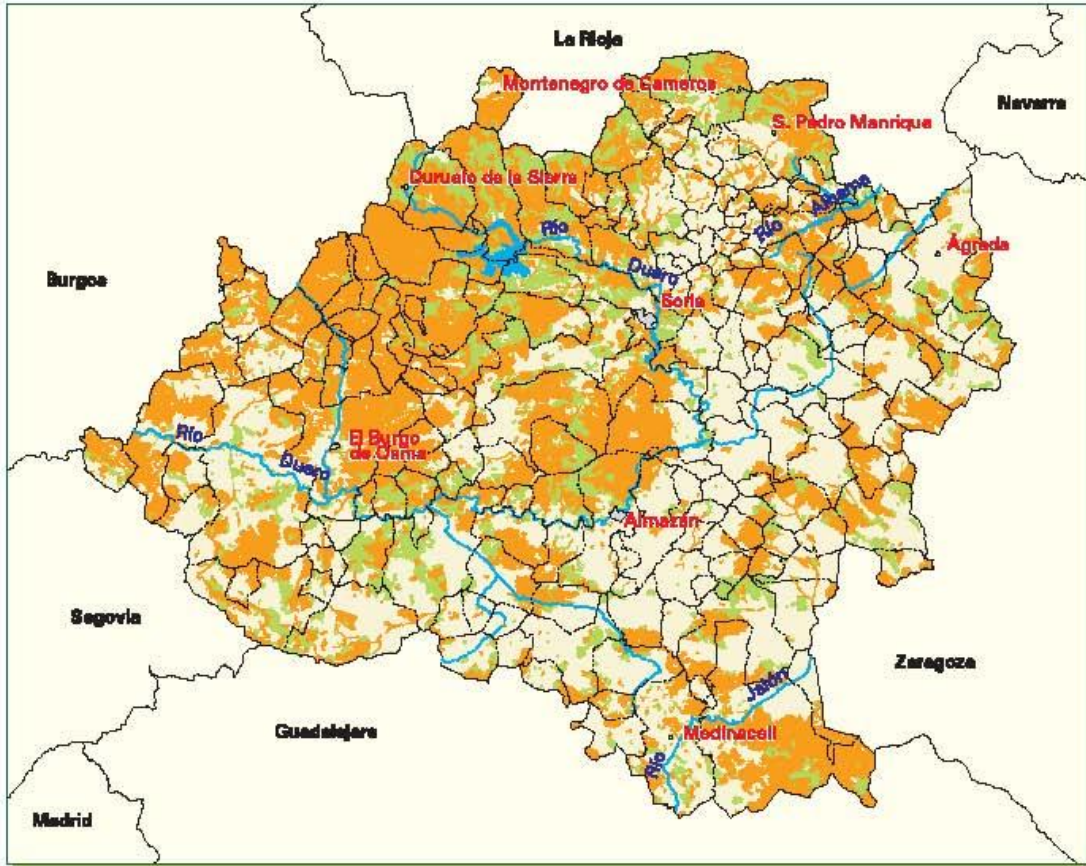 La Rioja
Montenegro de Cameros
Navarra
S. Pedro Manrique
Duruelo de la Sierra
Río Alhama
Río
Duero
Ágreda
Burgos
Soria
Río
Duero
El Burgo
de Osma
Almazán
Segovia
Zaragoza
Jalón
Guadalajara
Medinaceli
Río
Madrid